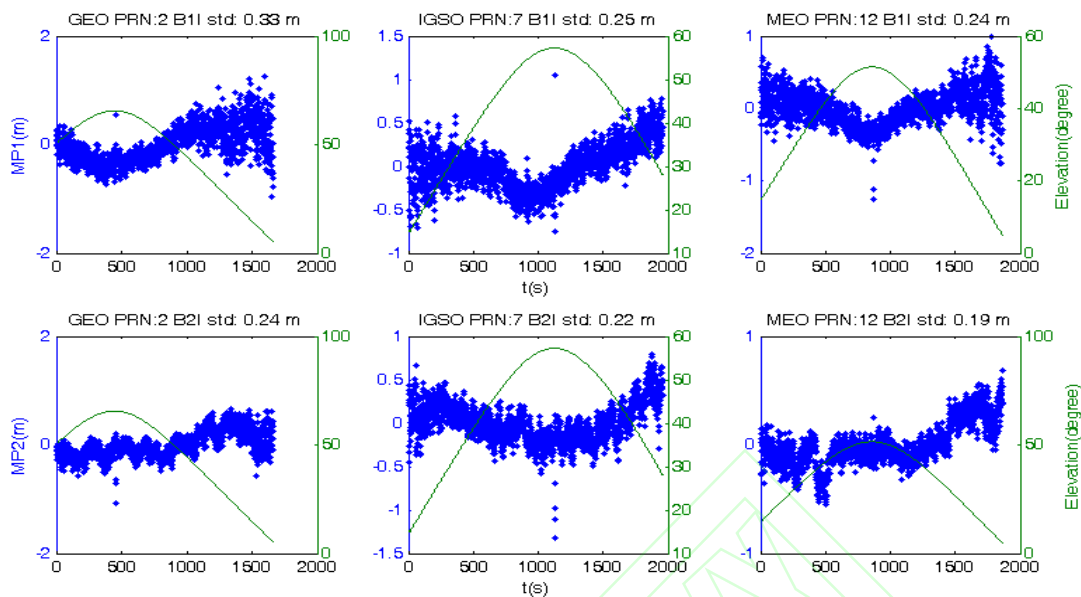 GEO PRN:2 B1I std: 0.33 m
MP1(m)
2
0
-2
100
50
0
0 500 1000 1500 2000
IGSO PRN:7 B1I std: 0.25 m
1.5
1
0.5
0
-0.5
-1
60
50
40
30
20
10
0 500 1000 1500 2000
t(s)
MEO PRN:12 B1I std: 0.24 m
1
0
-1
-2
60
40
20
0
Elevation(degree)
0 500 1000 1500 2000
GEO PRN:2 B2I std: 0.24 m
MP2(m)
2
0
-2
100
50
0
0 500 1000 1500 2000
IGSO PRN:7 B2I std: 0.22 m
1
0.5
0
-0.5
-1
-1.5
60
50
40
30
20
10
0 500 1000 1500 2000
t(s)
MEO PRN:12 B2I std: 0.19 m
1
0
-1
100
50
0
Elevation(degree)
0 500 1000 1500 2000